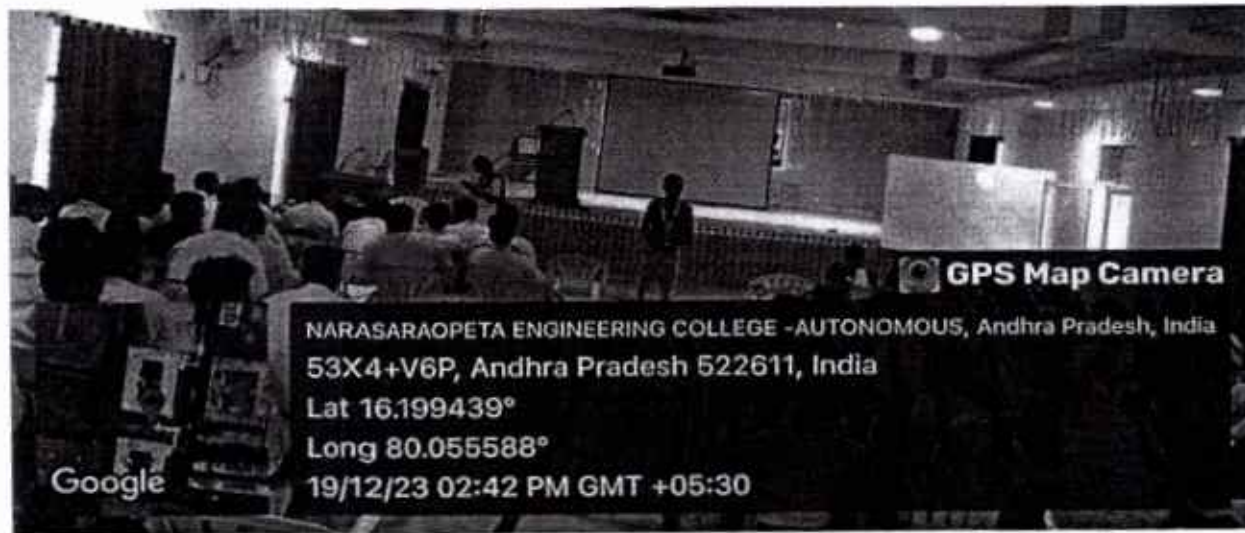 GPS Map Camera
NARASARAOPETA ENGINEERING COLLEGE -AUTONOMOUS, Andhra Pradesh, India
53X4+V6P, Andhra Pradesh 522611, India
Lat 16.199439°
Long 80.055588°
19/12/23 02:42 PM GMT +05:30
Google